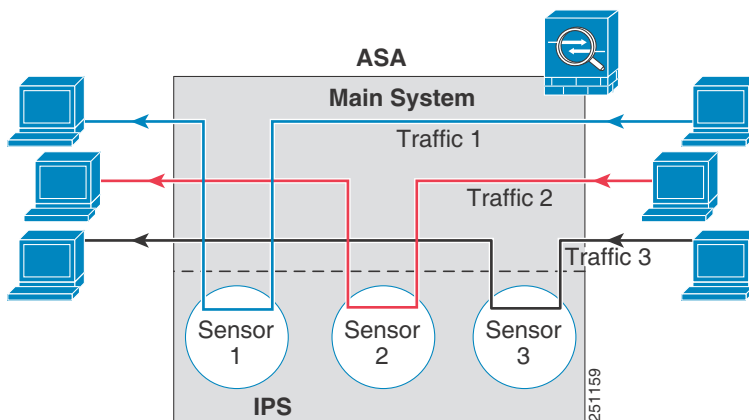 ASA
Main System
Traffic 1
Traffic 2
Traffic 3
Sensor
1
Sensor
2
Sensor
3
IPS
251159